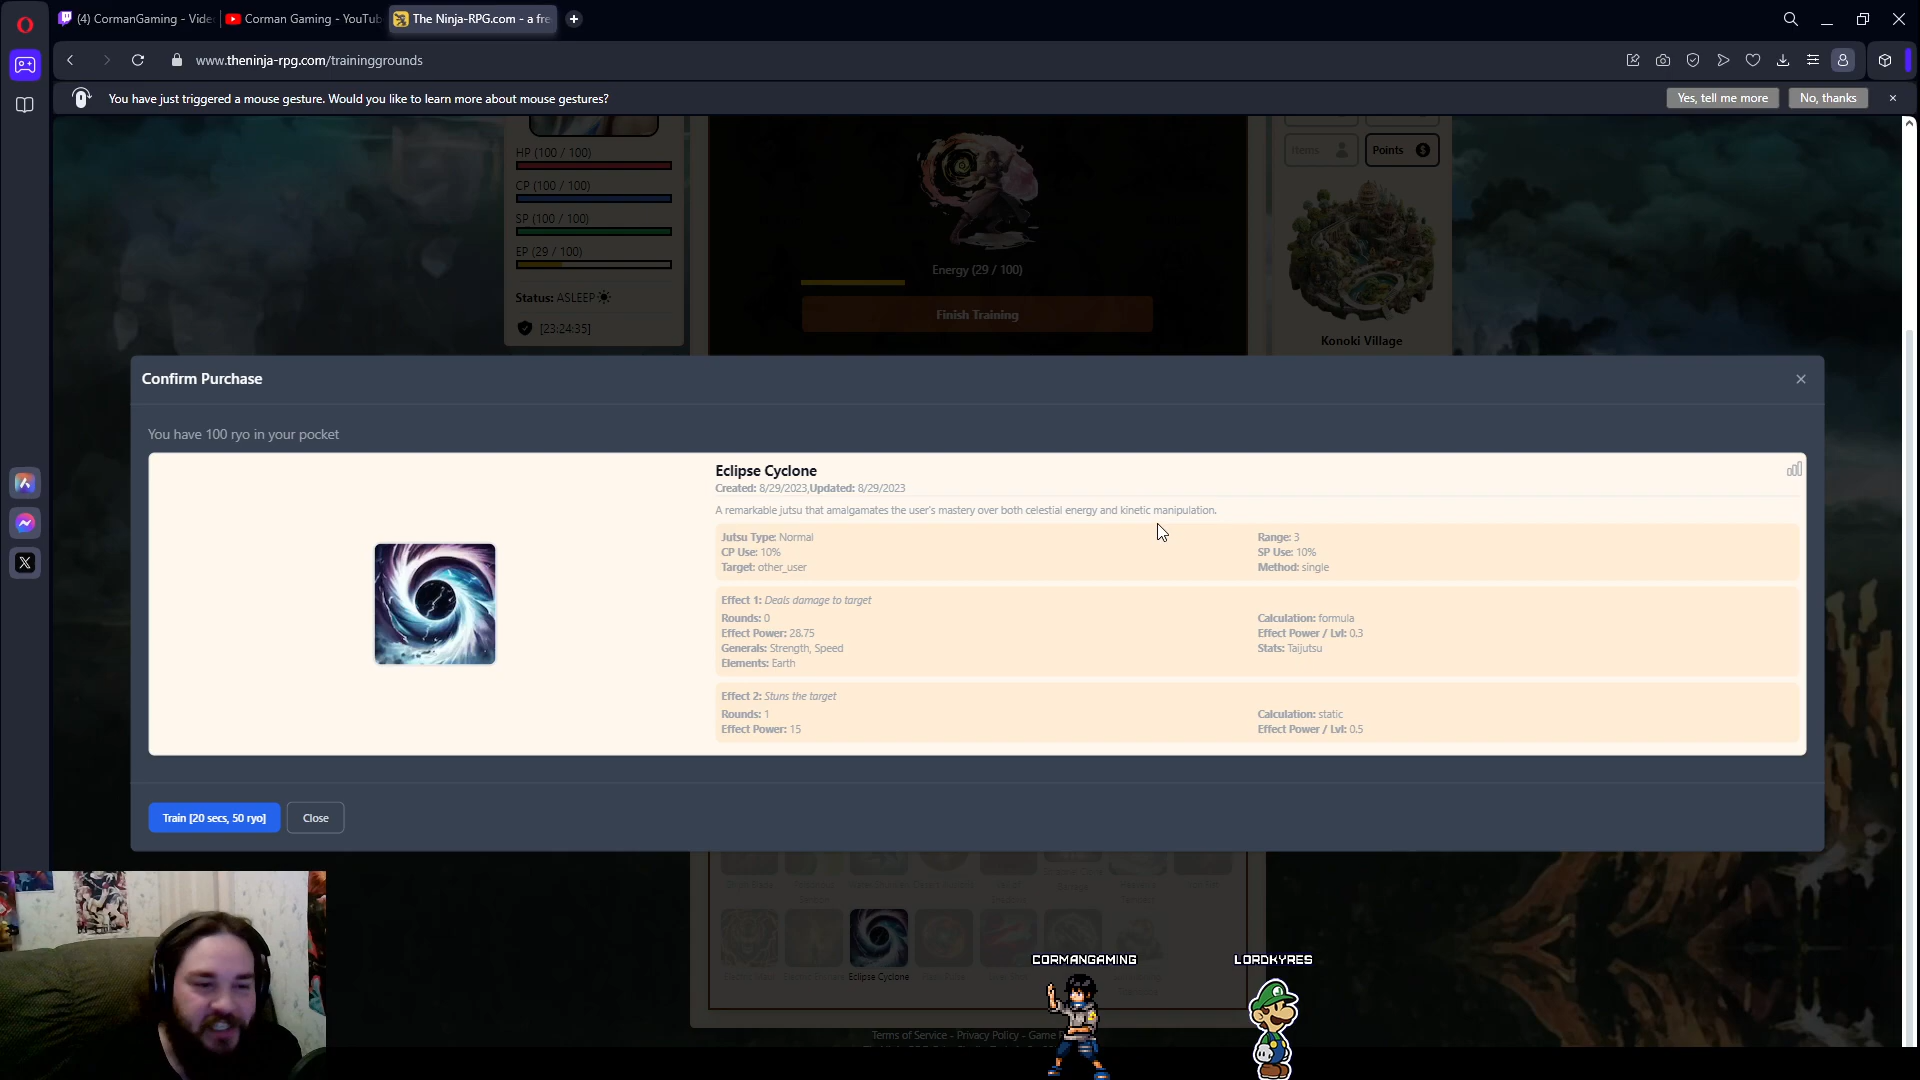 (4) CormanGaming - Vide
Corman Gaming - YouTub
The Ninja-RPG.com - a fre
www.theninja-rpg.com/traininggrounds
You have just triggered a mouse gesture. Would you like to learn more about mouse gestures?
Yes, tell me more
No, thanks
HP (100 / 100)
CP (100 / 100)
SP (100 / 100)
EP (29 / 100)
Status: ASLEEP
[23:24:35]
Energy (29 / 100)
Finish Training
Items
Points
Konoki Village
Confirm Purchase
You have 100 ryo in your pocket
Eclipse Cyclone
Created: 8/29/2023,Updated: 8/29/2023
A remarkable jutsu that amalgamates the user's mastery over both celestial energy and kinetic manipulation.
Jutsu Type: Normal
Range: 3
CP Use: 10%
SP Use: 10%
Target: other_user
Method: single
Effect 1: Deals damage to target
Rounds: 0
Calculation: formula
Effect Power: 28.75
Effect Power / Lvl: 0.3
Generals: Strength, Speed
Stats: Taijutsu
Elements: Earth
Effect 2: Stuns the target
Rounds: 1
Calculation: static
Effect Power: 15
Effect Power / Lvl: 0.5
Train [20 secs, 50 ryo]
Close
Eclipse Cyclone
CORMANGAMING
LORDKYRES
Terms of Service - Privacy Policy - Game